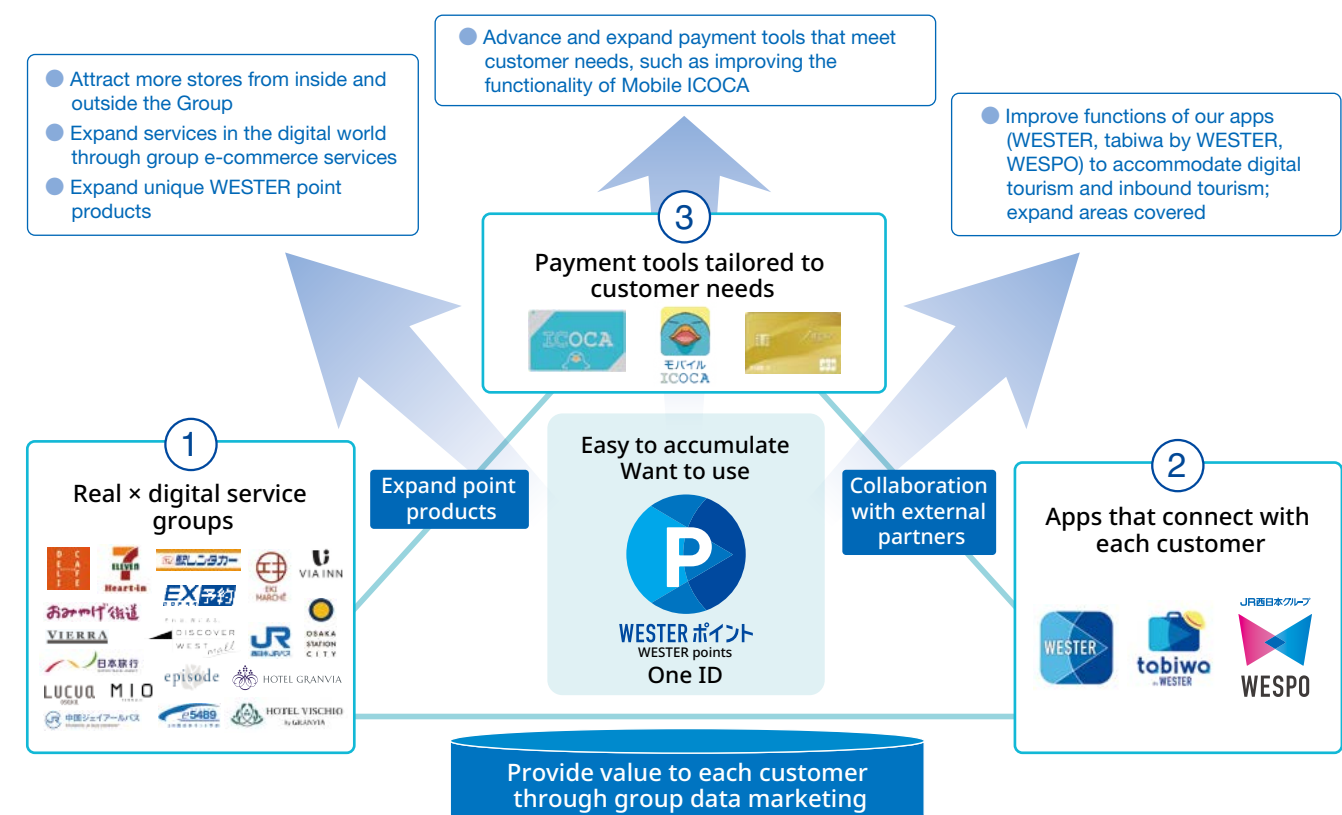 Attract more stores from inside and
outside the Group
Expand services in the digital world
through group e-commerce services
Expand unique WESTER point
products
Advance and expand payment tools that meet
customer needs, such as improving the
functionality of Mobile ICOCA
Improve functions of our apps
(WESTER, tabiwa by WESTER,
WESPO) to accommodate digital
tourism and inbound tourism;
expand areas covered
3
Payment tools tailored to
customer needs
ICOCA
モバイル
ICOCA
1
Real × digital service
groups
DELI
CAFE
ELEVEN
Heart-in
駅レンタカー
EKI
MARCHÉ
VIA INN
おみやげ街道
EX予約
VIERRA
DISCOVER
WEST mall
JR
OSAKA
STATION
CITY
日本旅行
episode
HOTEL GRANVIA
LUCUA
MIO
中国ジェイアールバス
e5489
HOTEL VISCHIO
by GRANVIA
Expand point
products
Easy to accumulate
Want to use
P
WESTER ポイント
WESTER points
One ID
Collaboration
with external
partners
2
Apps that connect with
each customer
WESTER
tabiwa
by WESTER
JR西日本グループ
WESPO
Provide value to each customer
through group data marketing